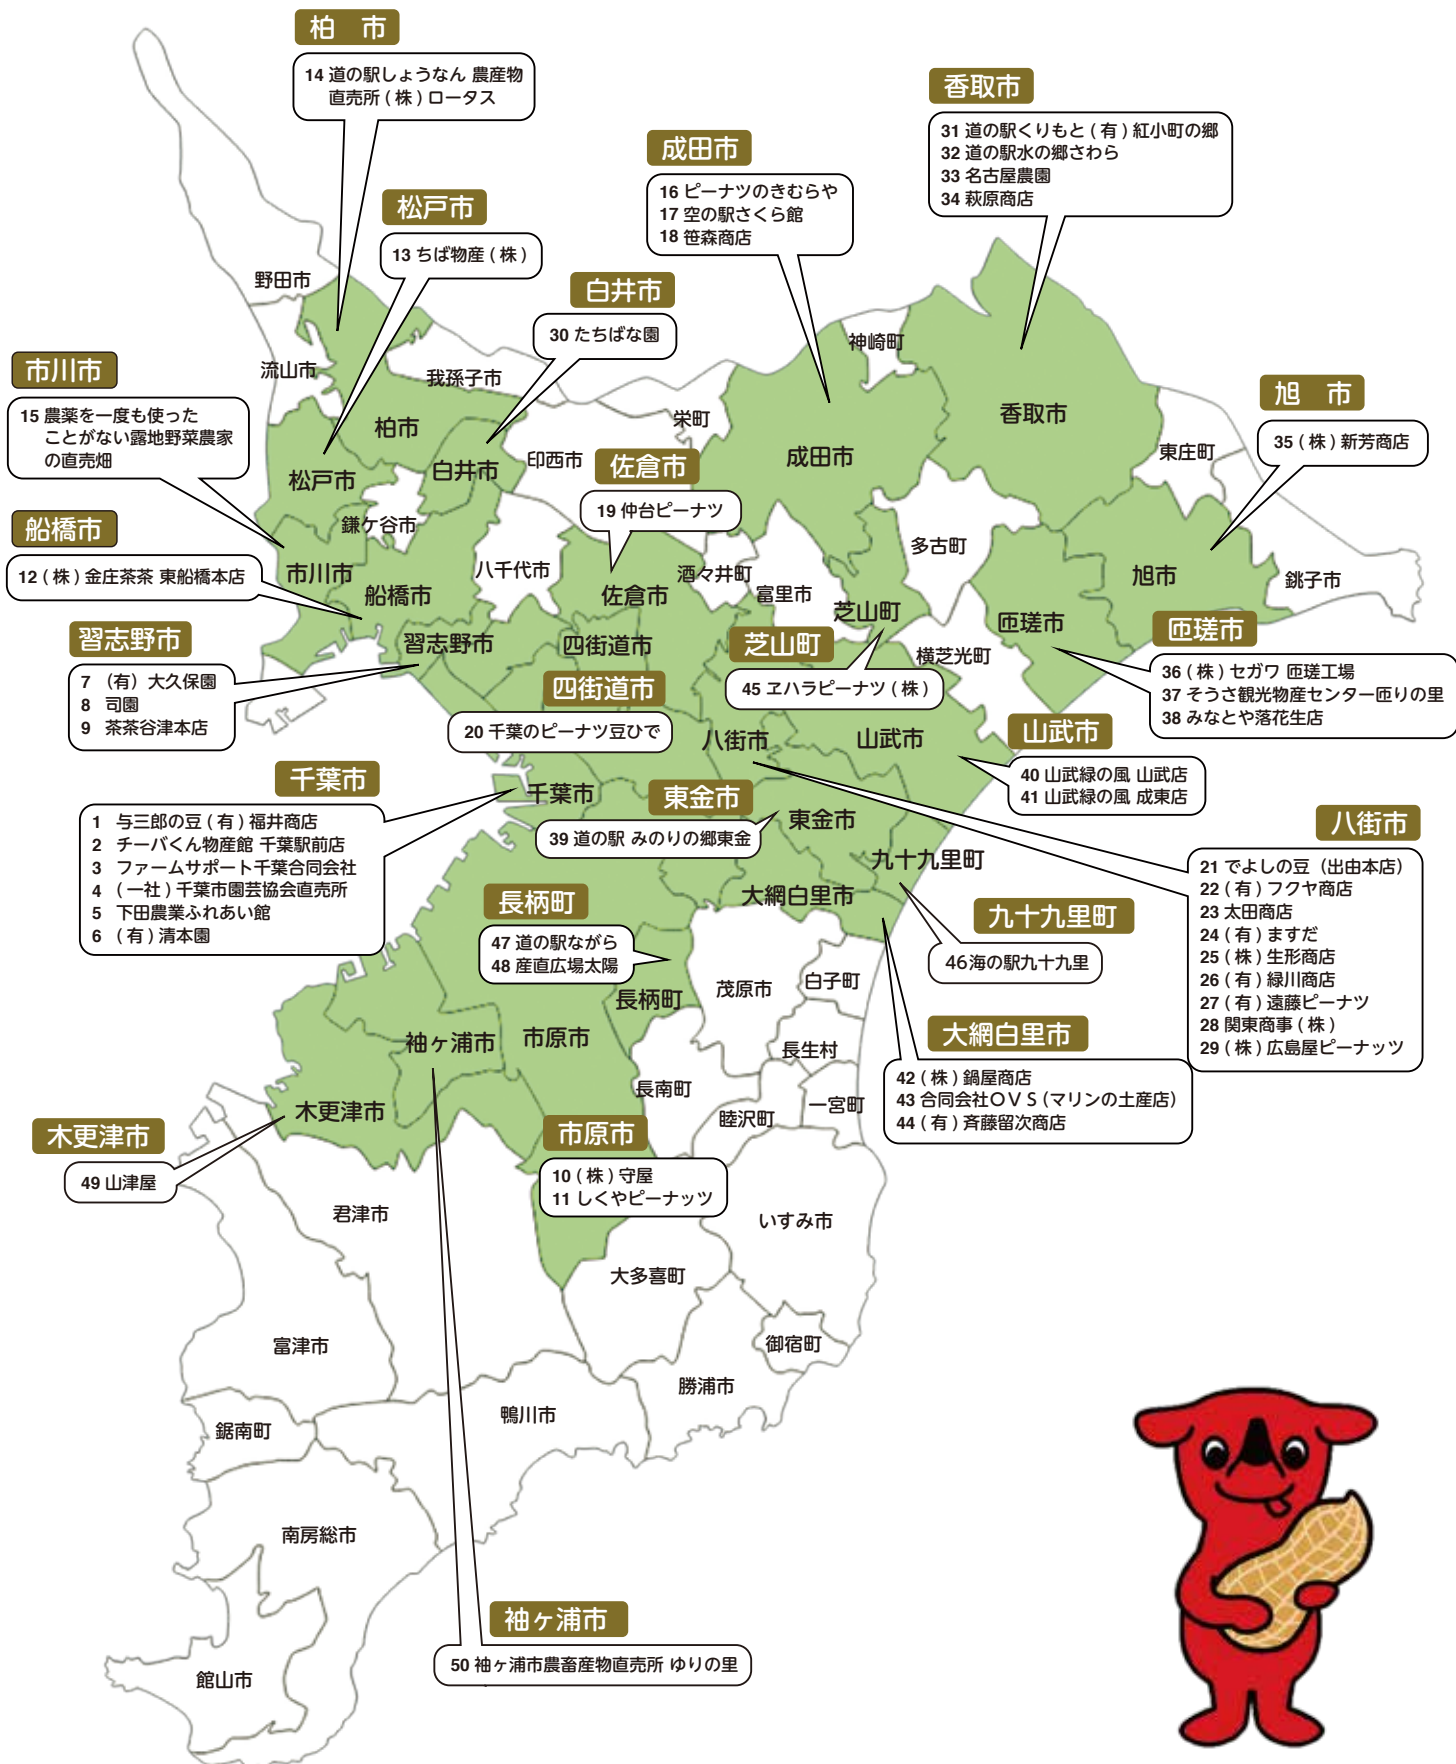 柏　市
14 道の駅しょうなん 農産物
直売所 ( 株 ) ロータス
香取市
31 道の駅くりもと ( 有 ) 紅小町の郷
32 道の駅水の郷さわら
33 名古屋農園
34 萩原商店
成田市
16 ピーナツのきむらや
17 空の駅さくら館
18 笹森商店
松戸市
13 ちば物産 ( 株 )
白井市
30 たちばな園
野田市
流山市
我孫子市
神崎町
栄町
印西市
東庄町
市川市
15 農薬を一度も使った
ことがない露地野菜農家
の直売畑
旭　市
35 ( 株 ) 新芳商店
柏市
香取市
成田市
白井市
松戸市
佐倉市
19 仲台ピーナツ
鎌ケ谷市
船橋市
12 ( 株 ) 金庄茶茶 東船橋本店
市川市
船橋市
八千代市
佐倉市
酒々井町
富里市
多古町
芝山町
匝瑳市
旭市
銚子市
習志野市
7 （有）大久保園
8 司園
9 茶茶谷津本店
習志野市
四街道市
四街道市
20 千葉のピーナツ豆ひで
芝山町
45 ヱハラピーナツ ( 株 )
横芝光町
匝瑳市
36 ( 株 ) セガワ 匝瑳工場
37 そうさ観光物産センター匝りの里
38 みなとや落花生店
八街市
山武市
山武市
40 山武緑の風 山武店
41 山武緑の風 成東店
千葉市
1 与三郎の豆 ( 有 ) 福井商店
2 チーバくん物産館 千葉駅前店
3 ファームサポート千葉合同会社
4 ( 一社 ) 千葉市園芸協会直売所
5 下田農業ふれあい館
6 ( 有 ) 清本園
千葉市
東金市
39 道の駅 みのりの郷東金
東金市
八街市
21 でよしの豆（出由本店）
22 ( 有 ) フクヤ商店
23 太田商店
24 ( 有 ) ますだ
25 ( 株 ) 生形商店
26 ( 有 ) 緑川商店
27 ( 有 ) 遠藤ピーナツ
28 関東商事 ( 株 )
29 ( 株 ) 広島屋ピーナッツ
九十九里町
大網白里市
長柄町
47 道の駅ながら
48 産直広場太陽
九十九里町
46海の駅九十九里
長柄町
茂原市
白子町
大網白里市
42 ( 株 ) 鍋屋商店
43 合同会社ＯＶＳ (マリンの土産店)
44 ( 有 ) 斉藤留次商店
袖ヶ浦市
市原市
長生村
長南町
睦沢町
一宮町
木更津市
木更津市
49 山津屋
市原市
10 ( 株 ) 守屋
11 しくやピーナッツ
君津市
いすみ市
大多喜町
富津市
御宿町
勝浦市
鋸南町
鴨川市
南房総市
袖ヶ浦市
50 袖ヶ浦市農畜産物直売所 ゆりの里
館山市